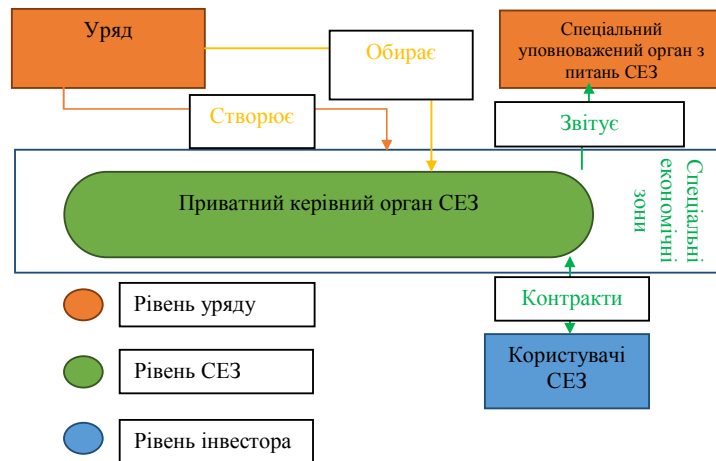 Уряд
Обирає
Спеціальний
уповноважений орган з
питань СЕЗ
Створює
Звітує
Приватний керівний орган СЕЗ
Спеціальні
економічні
зони
Рівень уряду
Контракти
Рівень СЕЗ
Користувачі
СЕЗ
Рівень інвестора